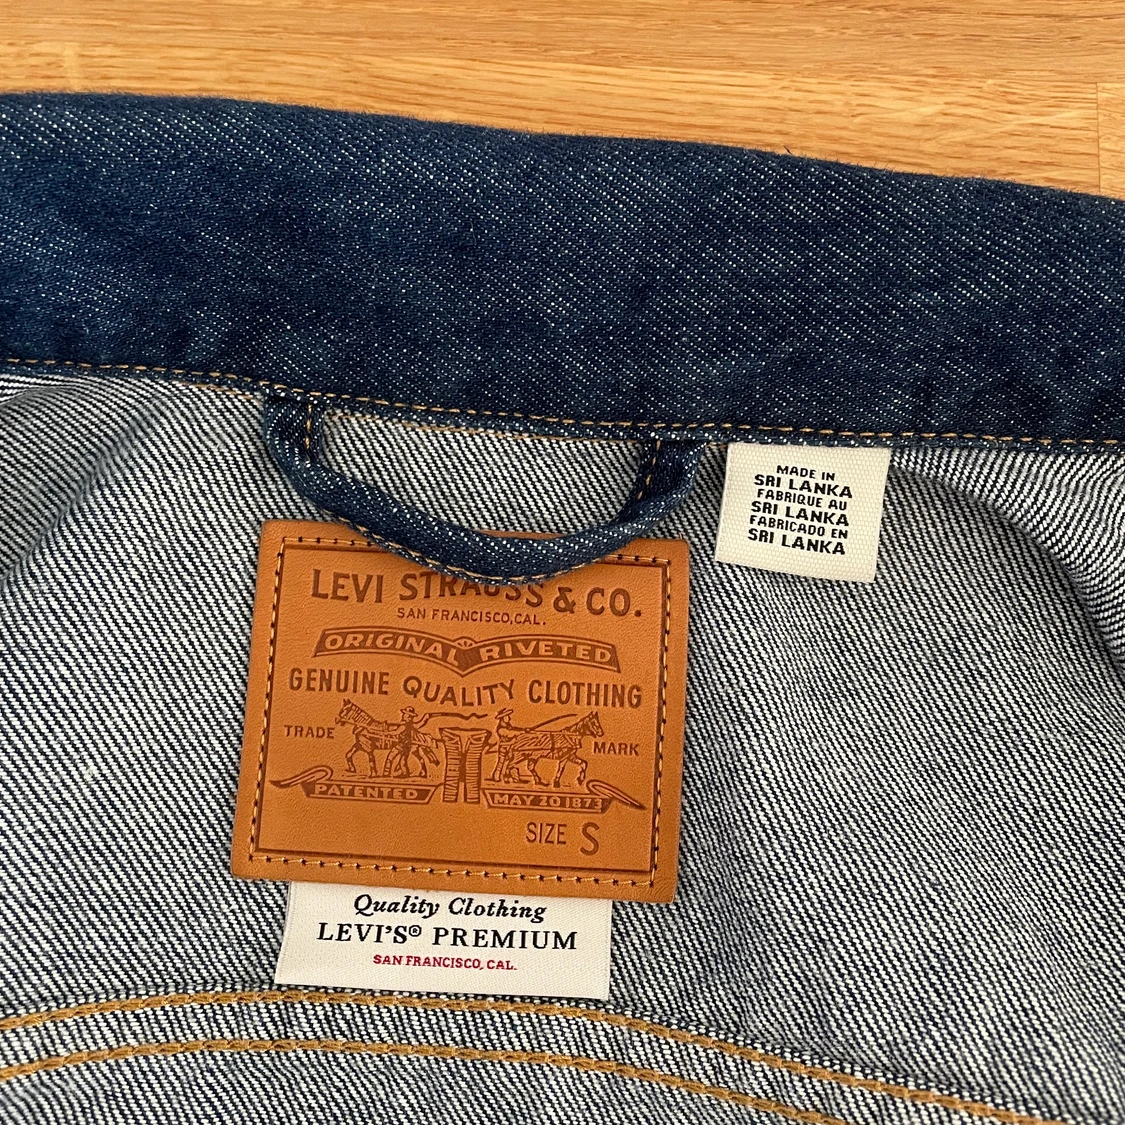 MADE IN
SRI LANKA
FABRIQUE AU
SRI LANKA
FABRICADO EN
SRI LANKA
LEVI STRAUSS & CO.
SAN FRANCISCO, CAL.
ORIGINAL RIVETED
GENUINE QUALITY CLOTHING
TRADE MARK
PATENTED MAY 20 1873
SIZE S
Quality Clothing
LEVI'S® PREMIUM
SAN FRANCISCO, CAL.